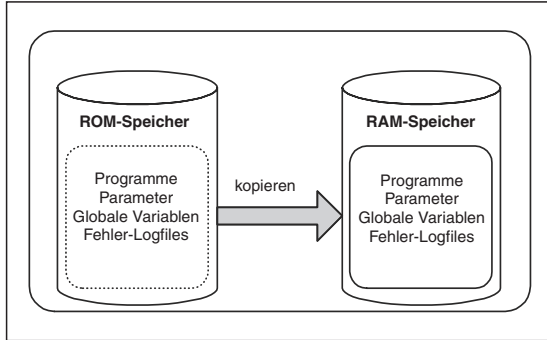 ROM-Speicher
Programme
Parameter
Globale Variablen
Fehler-Logfiles
kopieren
RAM-Speicher
Programme
Parameter
Globale Variablen
Fehler-Logfiles